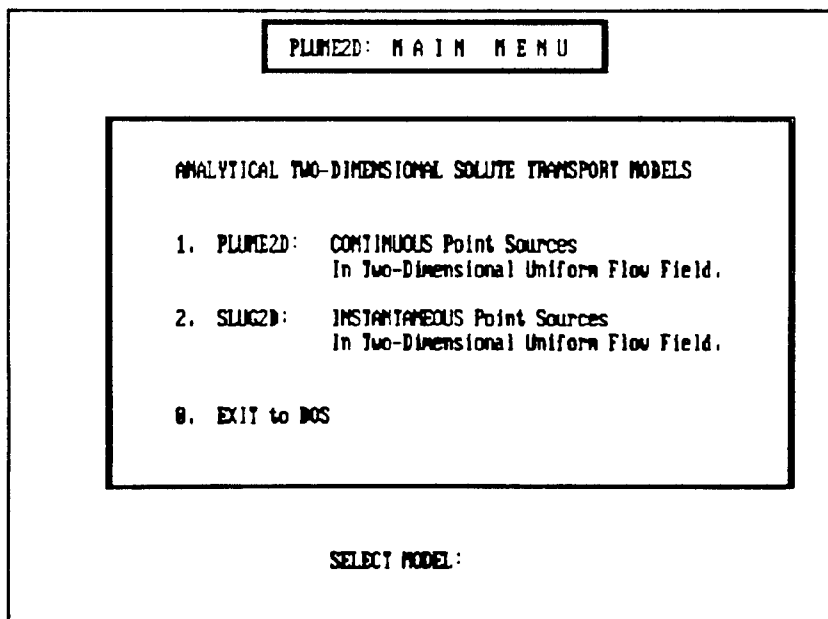 PLUME2D: M A I N M E N U
ANALYTICAL TWO-DIMENSIONAL SOLUTE TRANSPORT MODELS
1. PLUME2D: CONTINUOUS Point Sources
In Two-Dimensional Uniform Flow Field.
2. SLUG2D: INSTANTANEOUS Point Sources
In Two-Dimensional Uniform Flow Field.
0. EXIT to DOS
SELECT MODEL: